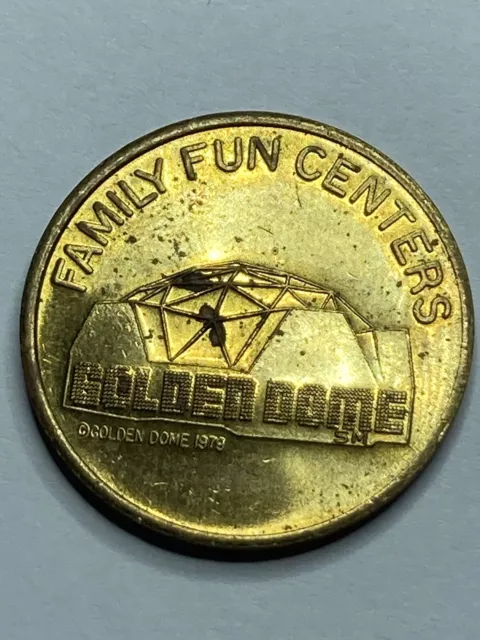 FAMILY FUN CENTERS
GOLDEN DOME
SM
©GOLDEN DOME 1979